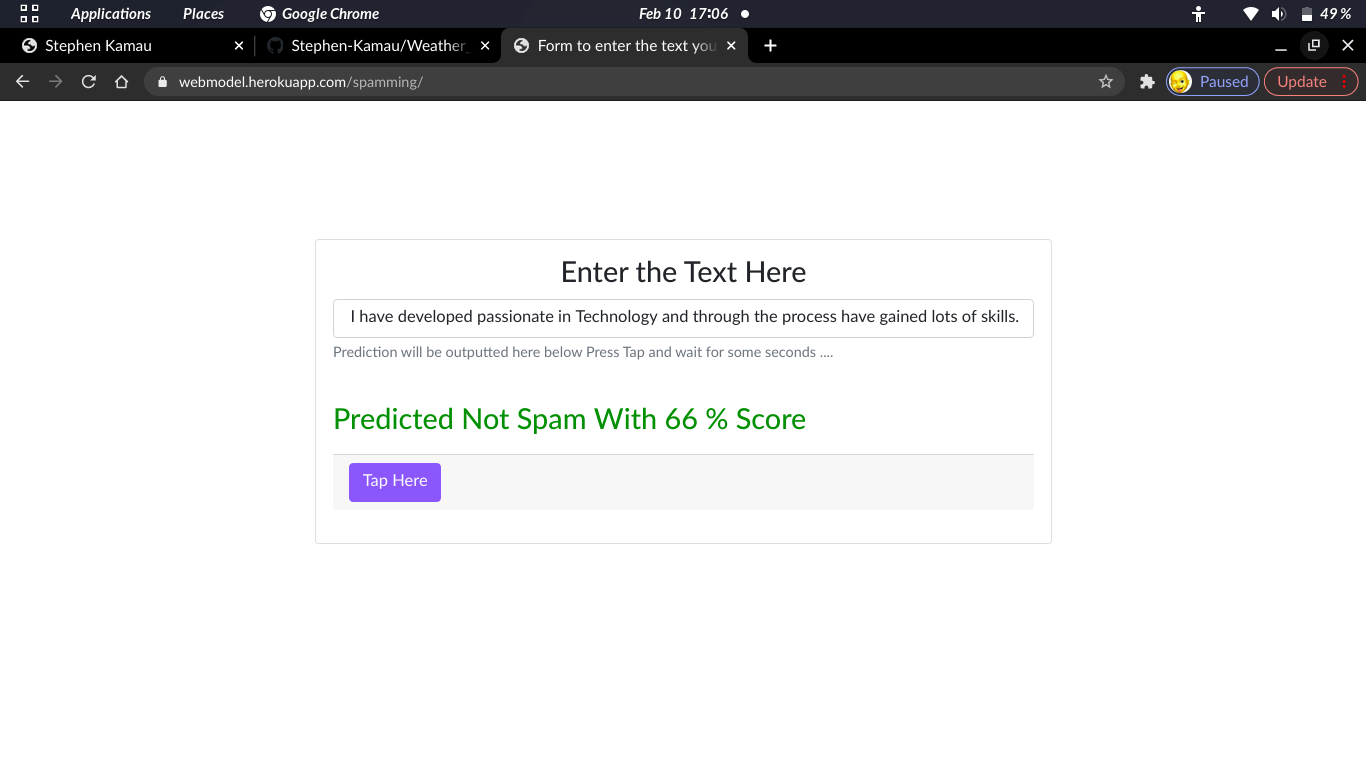 Applications Places Google Chrome Feb 10 17:06 49 %
Stephen Kamau Stephen-Kamau/Weather_ Form to enter the text you
webmodel.herokuapp.com/spamming/ Paused Update
Enter the Text Here
I have developed passionate in Technology and through the process have gained lots of skills.
Prediction will be outputted here below Press Tap and wait for some seconds ....
Predicted Not Spam With 66 % Score
Tap Here